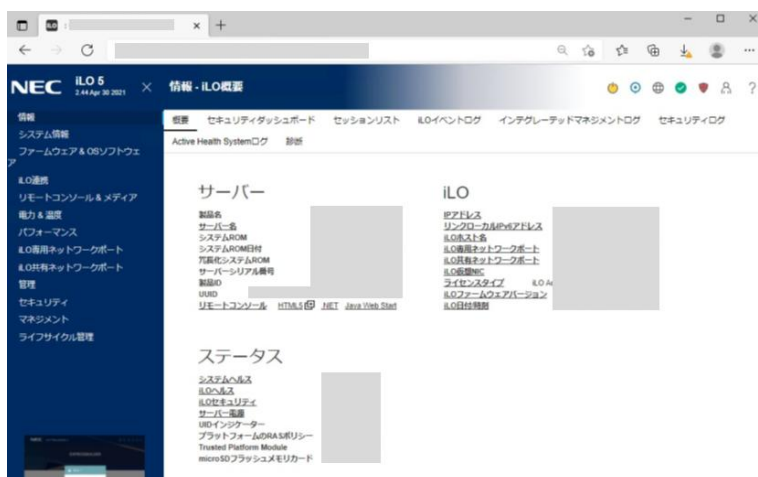 iLO :
NEC iLO 5
2.44 Apr 30 2021
情報 - iLO概要
情報
システム情報
ファームウェア & OSソフトウェ
ア
iLO連携
リモートコンソール & メディア
電力 & 温度
パフォーマンス
iLO専用ネットワークポート
iLO共有ネットワークポート
管理
セキュリティ
マネジメント
ライフサイクル管理
概要 セキュリティダッシュボード セッションリスト iLOイベントログ インテグレーテッドマネジメントログ セキュリティログ
Active Health Systemログ 診断
サーバー
製品名
サーバー名
システムROM
システムROM日付
冗長化システムROM
サーバーシリアル番号
製品ID
UUID
リモートコンソール HTML5 .NET Java Web Start
iLO
IPアドレス
リンクローカルIPv6アドレス
iLOホスト名
iLO専用ネットワークポート
iLO共有ネットワークポート
iLO仮想NIC
ライセンスタイプ iLO A
iLOファームウェアバージョン
iLO日付/時刻
ステータス
システムヘルス
iLOヘルス
iLOセキュリティ
サーバー電源
UIDインジケーター
プラットフォームのRASポリシー
Trusted Platform Module
microSDフラッシュメモリカード